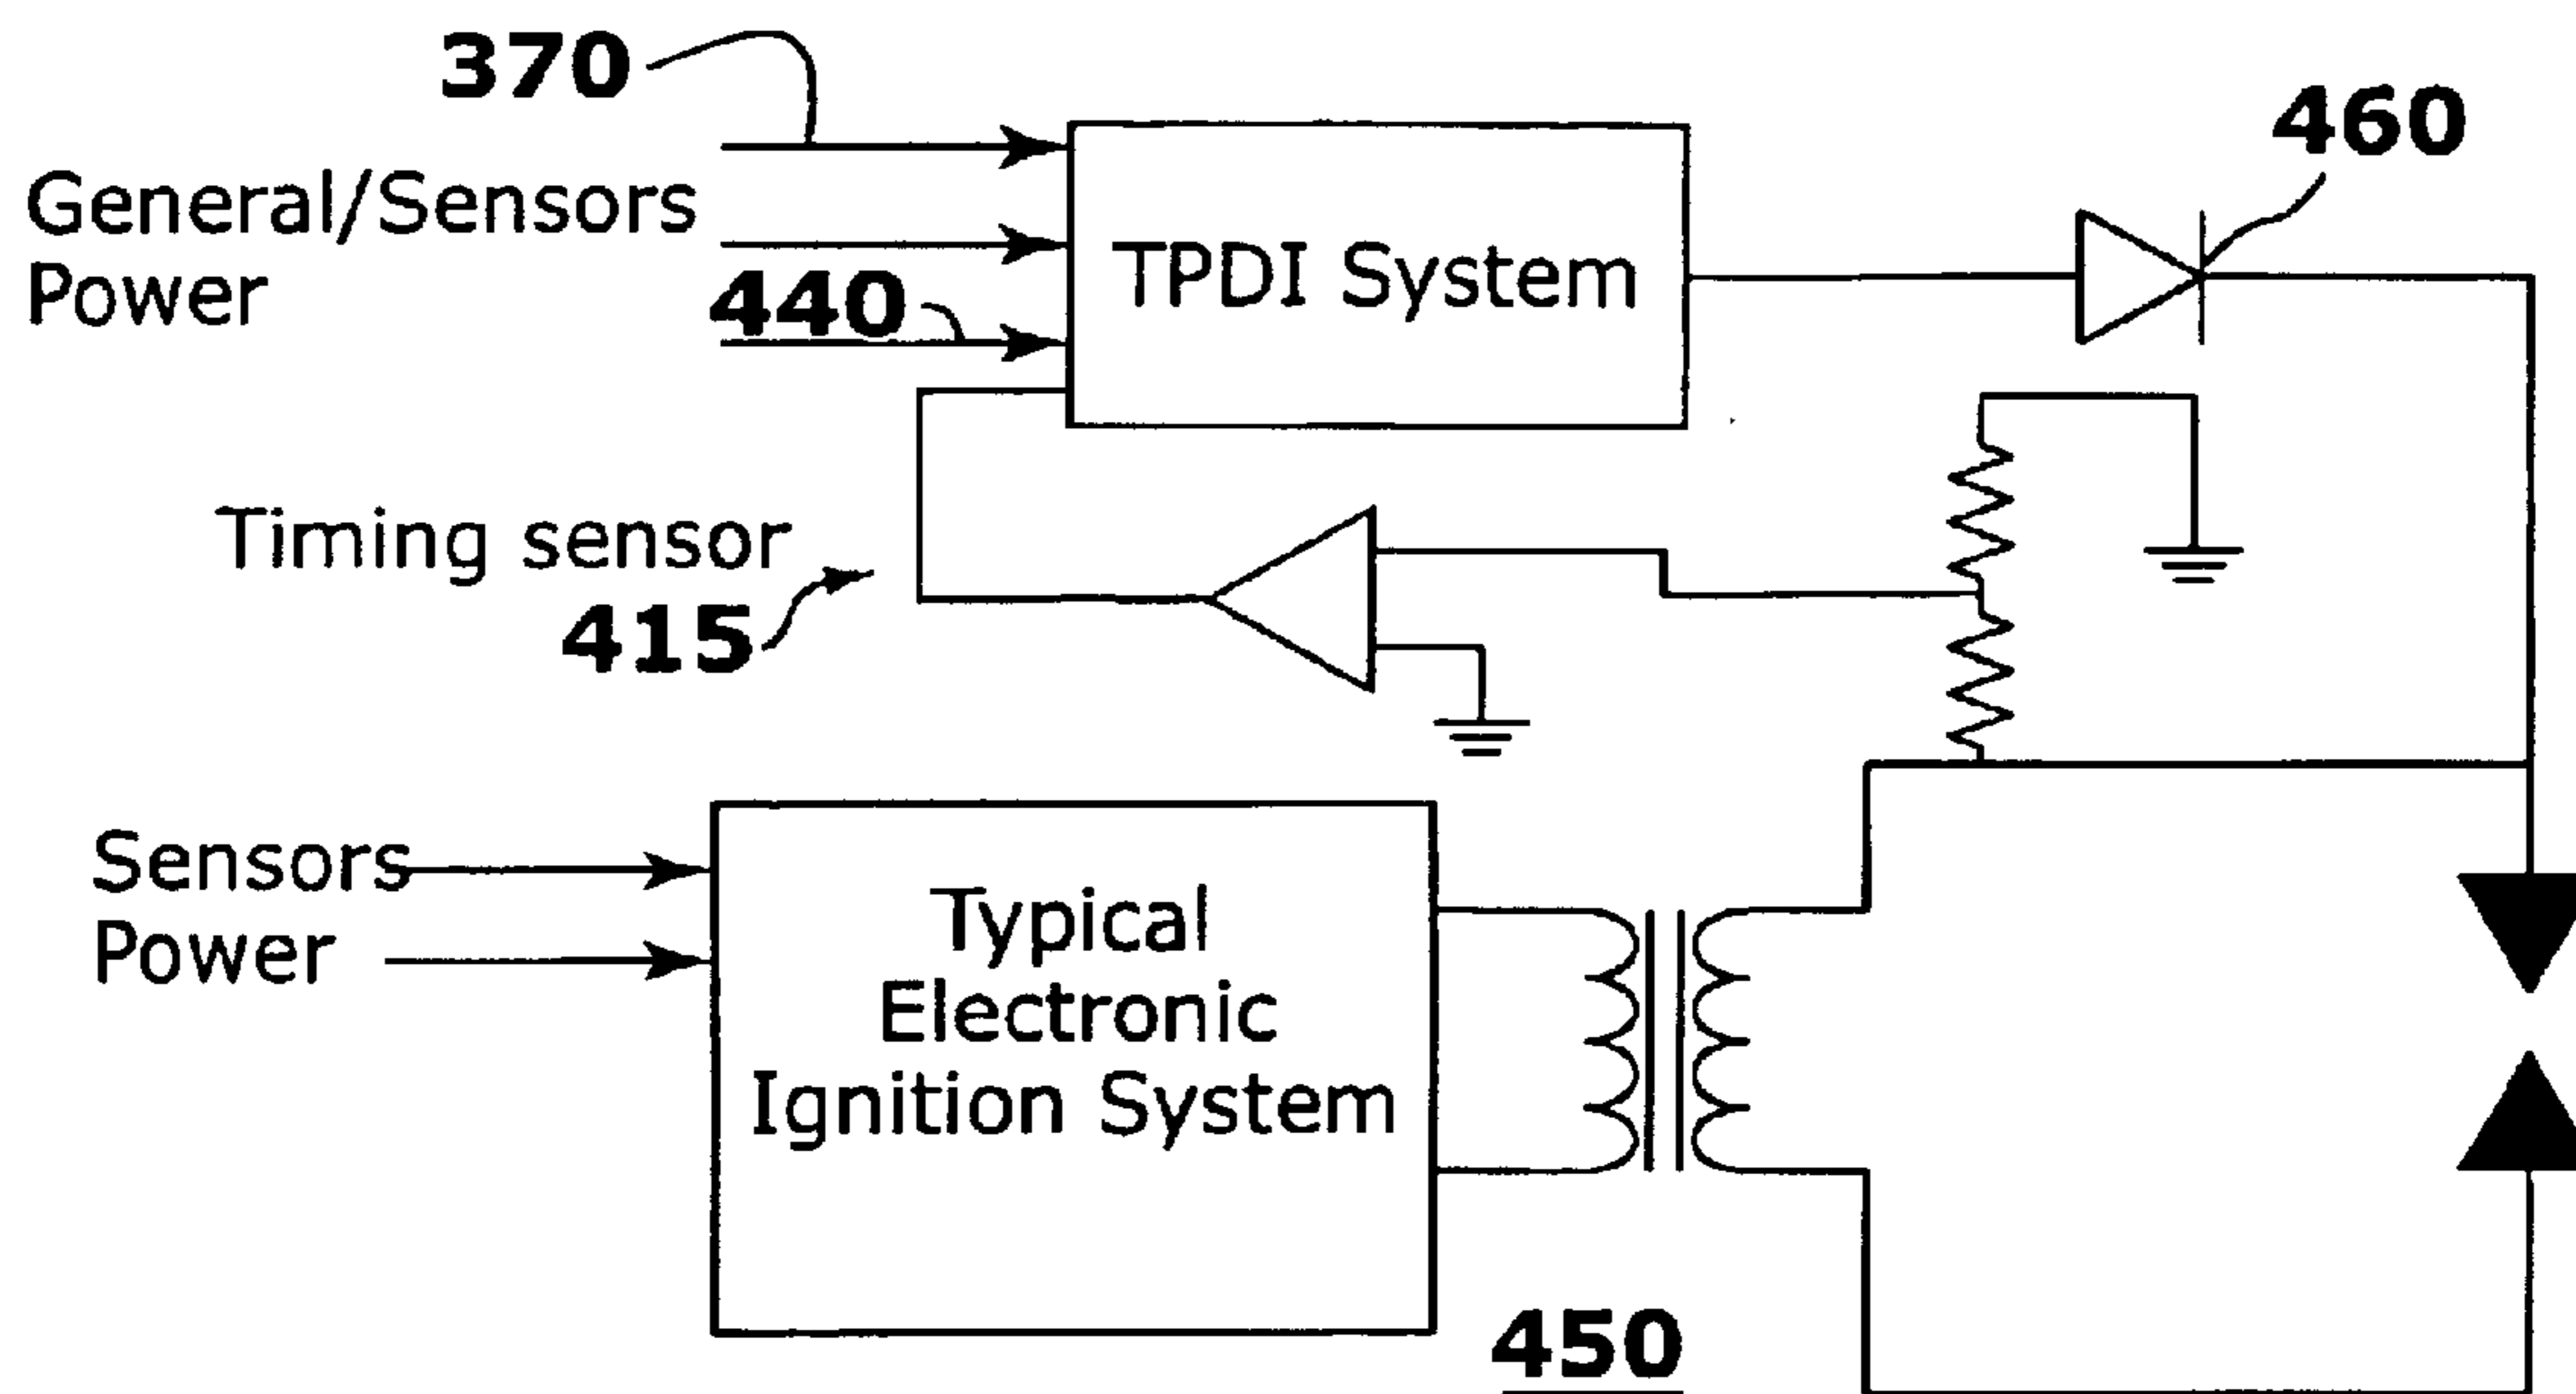 370
460
General/Sensors
Power
TPDI System
440
Timing sensor
415
Sensors
Power
Typical
Electronic
Ignition System
450